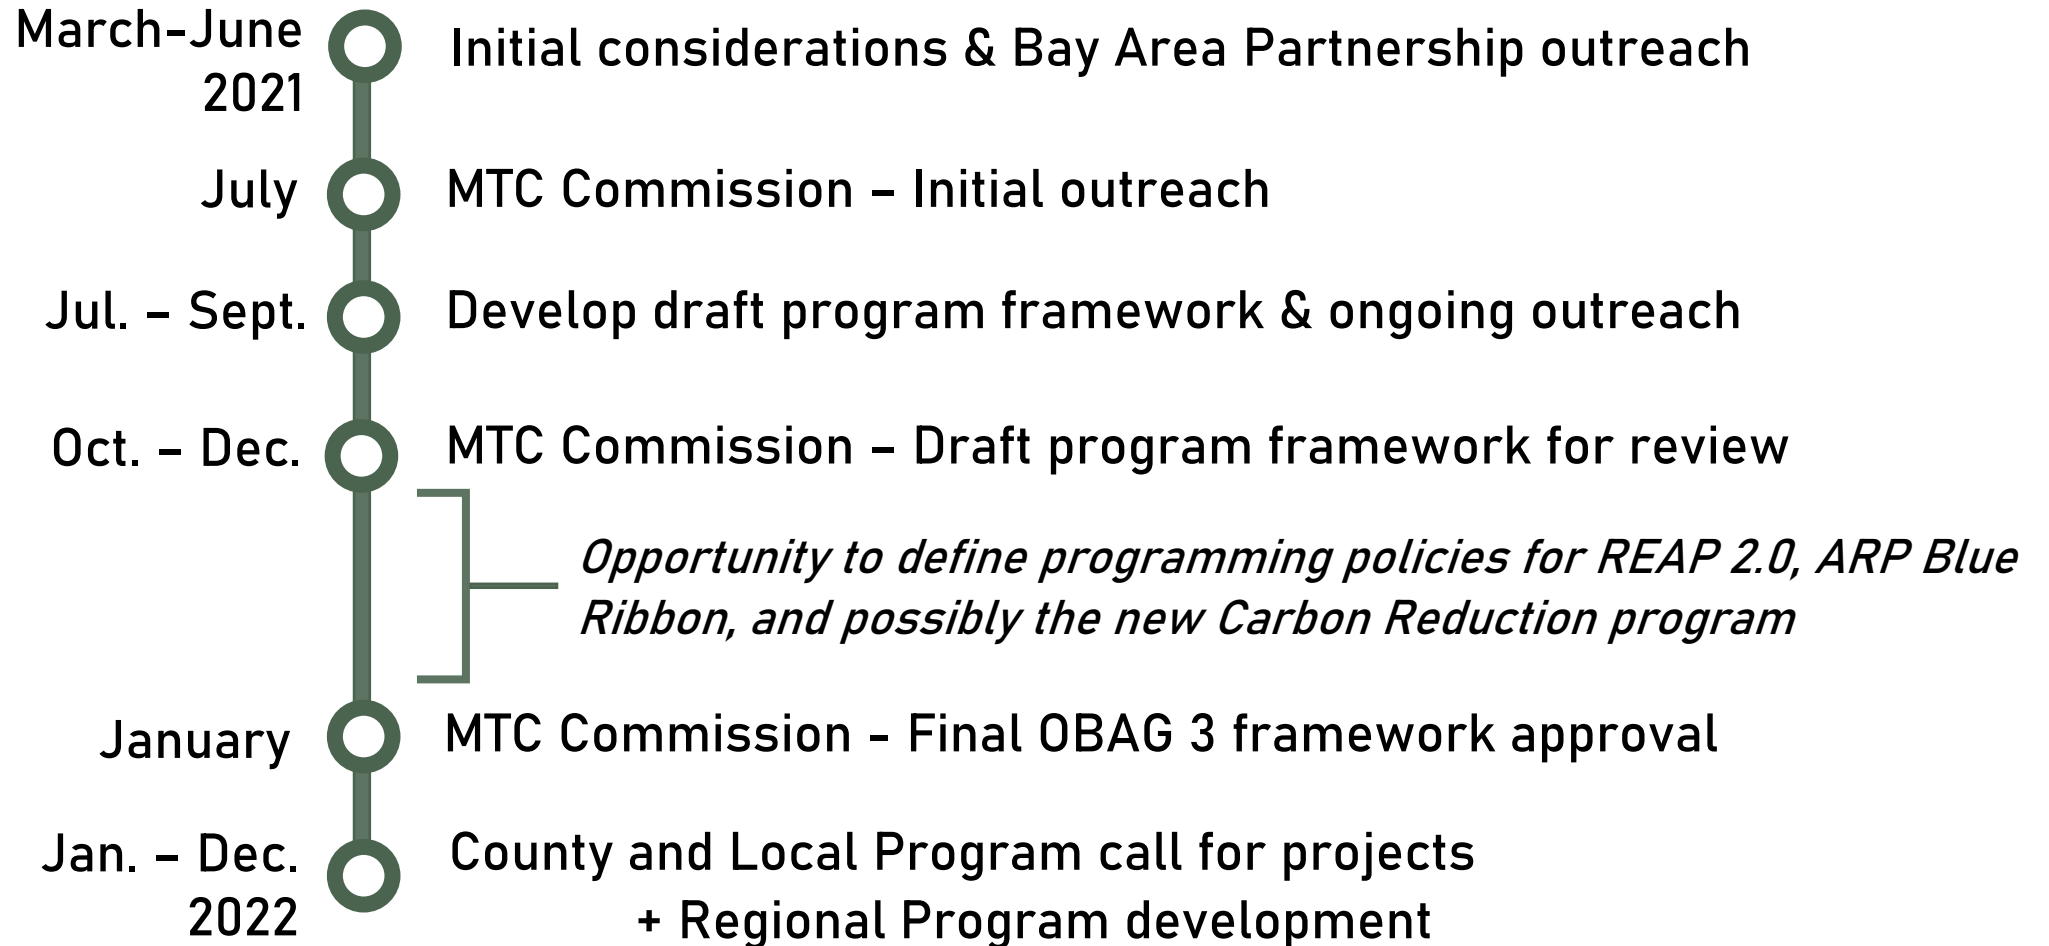 March-June
2021
Initial considerations & Bay Area Partnership outreach
July
MTC Commission – Initial outreach
Jul. – Sept.
Develop draft program framework & ongoing outreach
Oct. – Dec.
MTC Commission – Draft program framework for review
Opportunity to define programming policies for REAP 2.0, ARP Blue
Ribbon, and possibly the new Carbon Reduction program
January
MTC Commission - Final OBAG 3 framework approval
Jan. – Dec.
2022
County and Local Program call for projects
+ Regional Program development